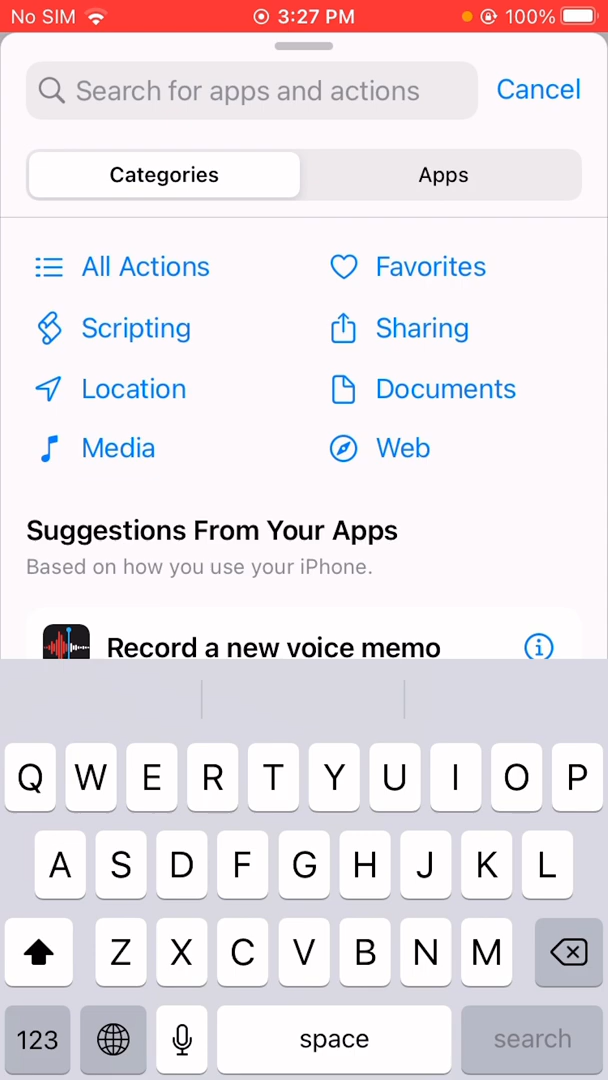 No SIM 3:27 PM 100%
Search for apps and actions Cancel
Categories Apps
All Actions Favorites
Scripting Sharing
Location Documents
Media Web
Suggestions From Your Apps
Based on how you use your iPhone.
Record a new voice memo
Q W E R T Y U I O P
A S D F G H J K L
Z X C V B N M
123 space search